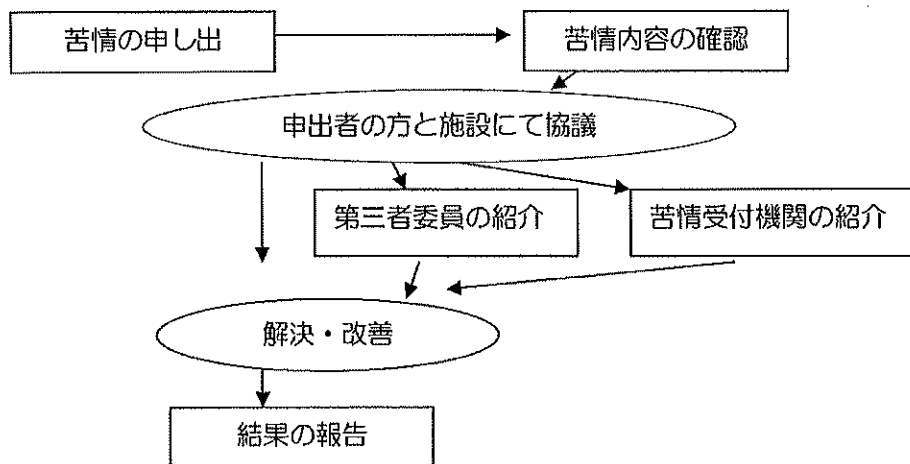 苦情の申し出
苦情内容の確認
申出者の方と施設にて協議
第三者委員の紹介
苦情受付機関の紹介
解決・改善
結果の報告